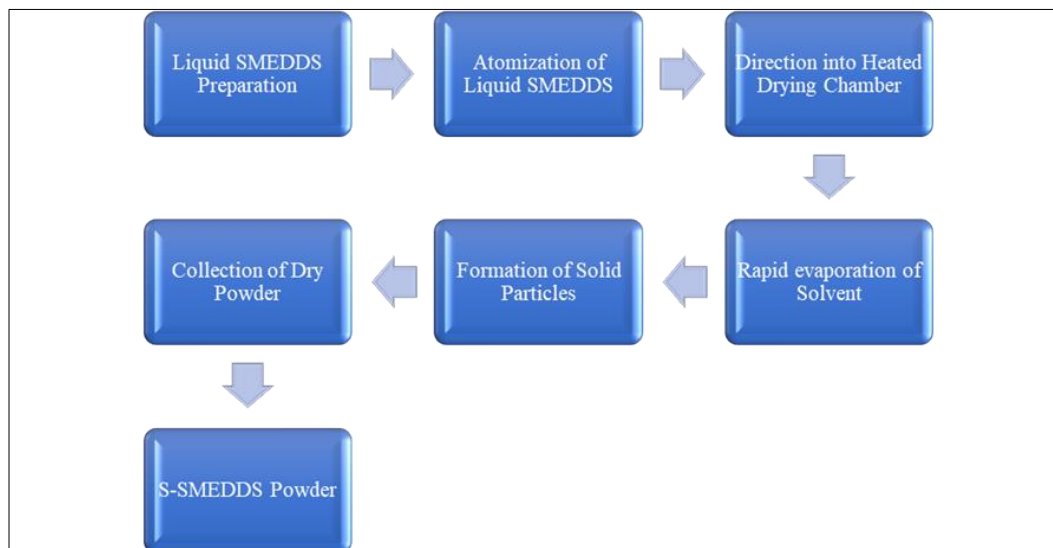 Liquid SMEDDS
Preparation
Atomization of
Liquid SMEDDS
Direction into Heated
Drying Chamber
Rapid evaporation of
Solvent
Formation of Solid
Particles
Collection of Dry
Powder
S-SMEDDS Powder